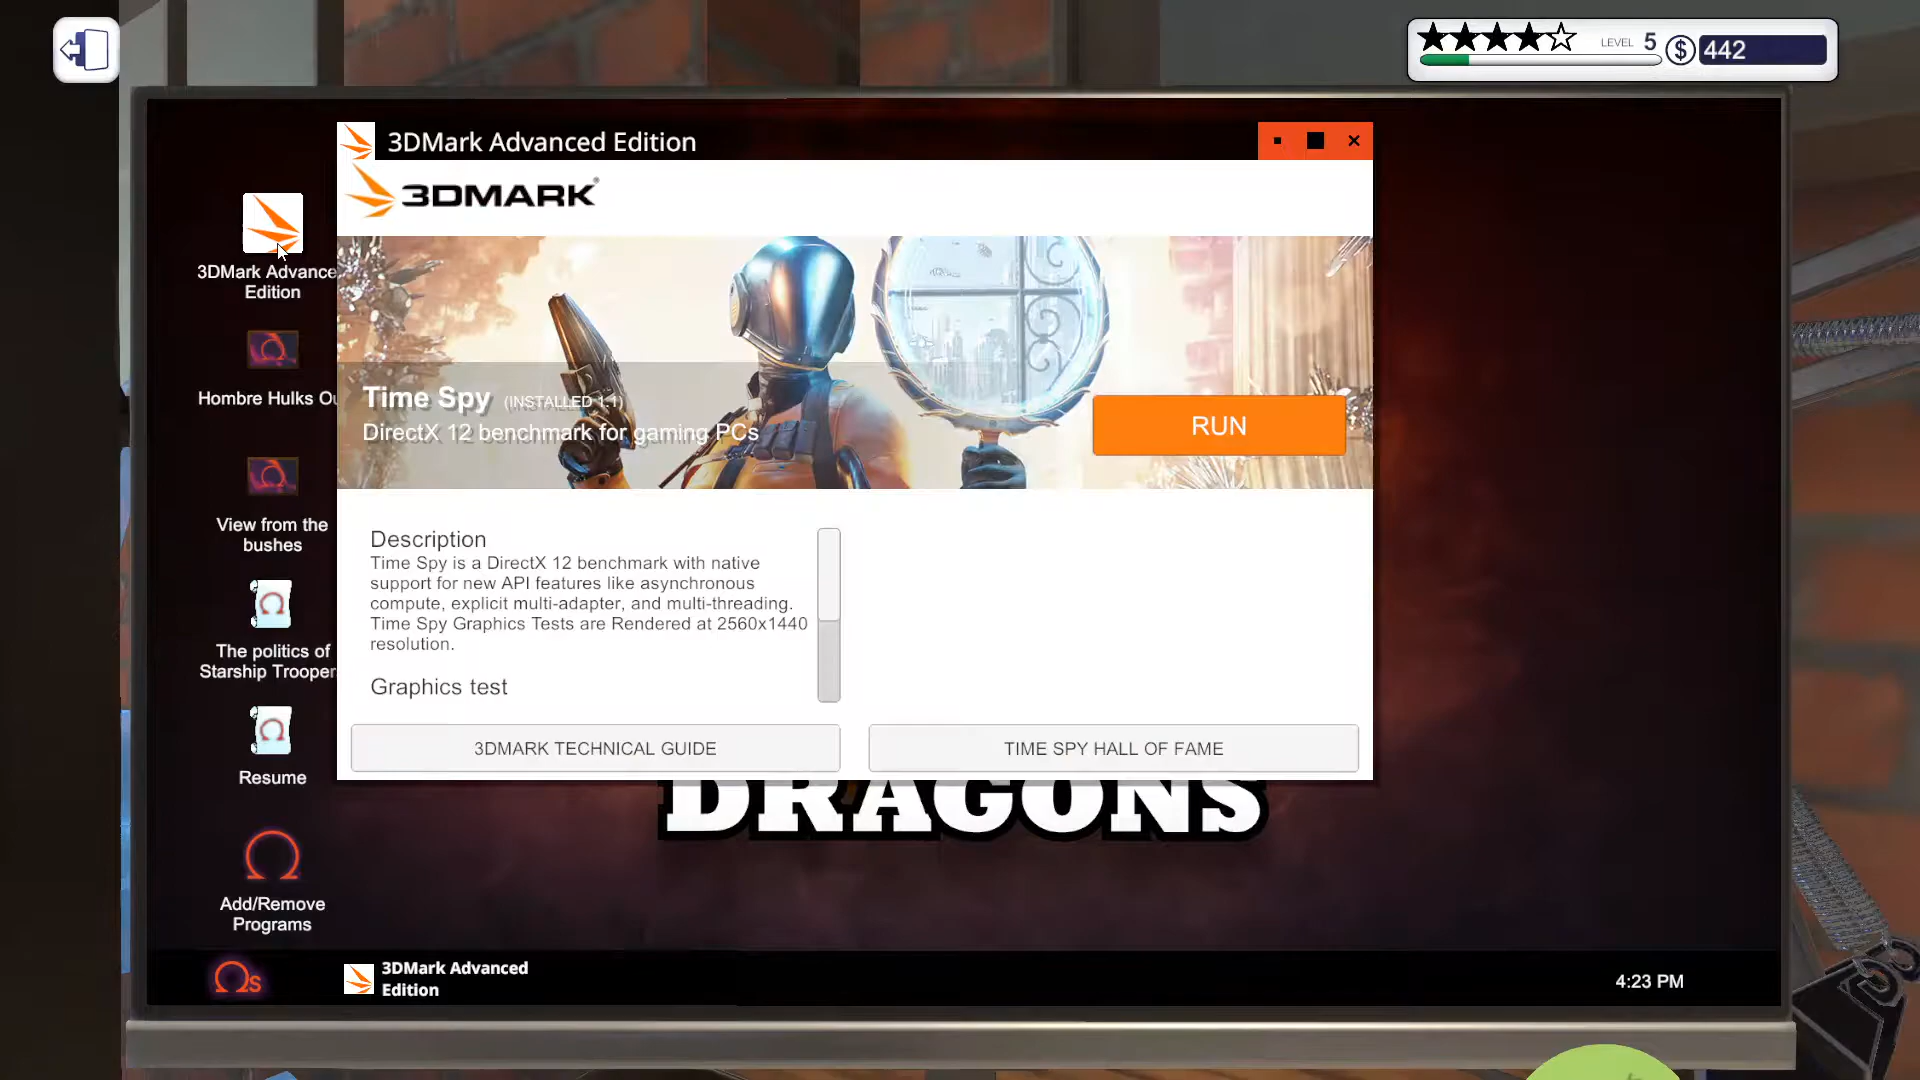 LEVEL 5
$ 442
3DMark Advanced Edition
3DMARK®
3DMark Advance
Edition
Hombre Hulks Ou
View from the
bushes
The politics of
Starship Trooper
Resume
Add/Remove
Programs
Time Spy (INSTALLED 1.1)
DirectX 12 benchmark for gaming PCs
RUN
Description
Time Spy is a DirectX 12 benchmark with native
support for new API features like asynchronous
compute, explicit multi-adapter, and multi-threading.
Time Spy Graphics Tests are Rendered at 2560x1440
resolution.
Graphics test
3DMARK TECHNICAL GUIDE
TIME SPY HALL OF FAME
DRAGONS
Ωs
3DMark Advanced
Edition
4:23 PM